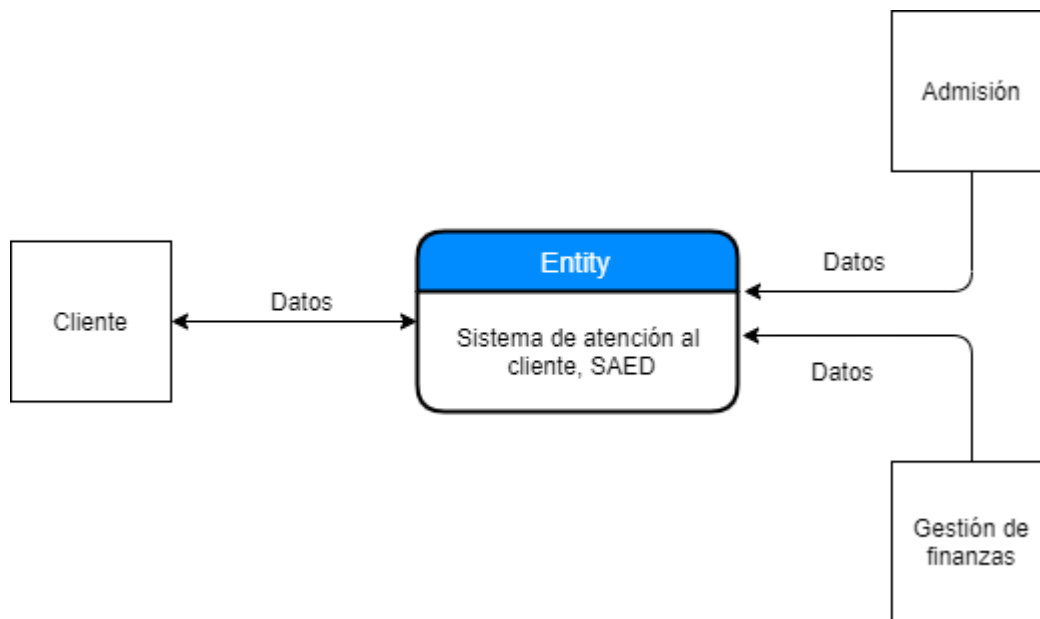 Admisión
Entity
Datos
Datos
Cliente
Sistema de atención al
cliente, SAED
Datos
Gestión de
finanzas